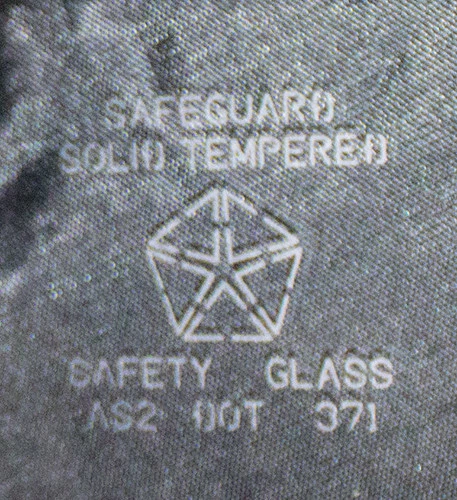 SAFEGUARD
SOLID TEMPERED
SAFETY GLASS
AS2 DOT 371